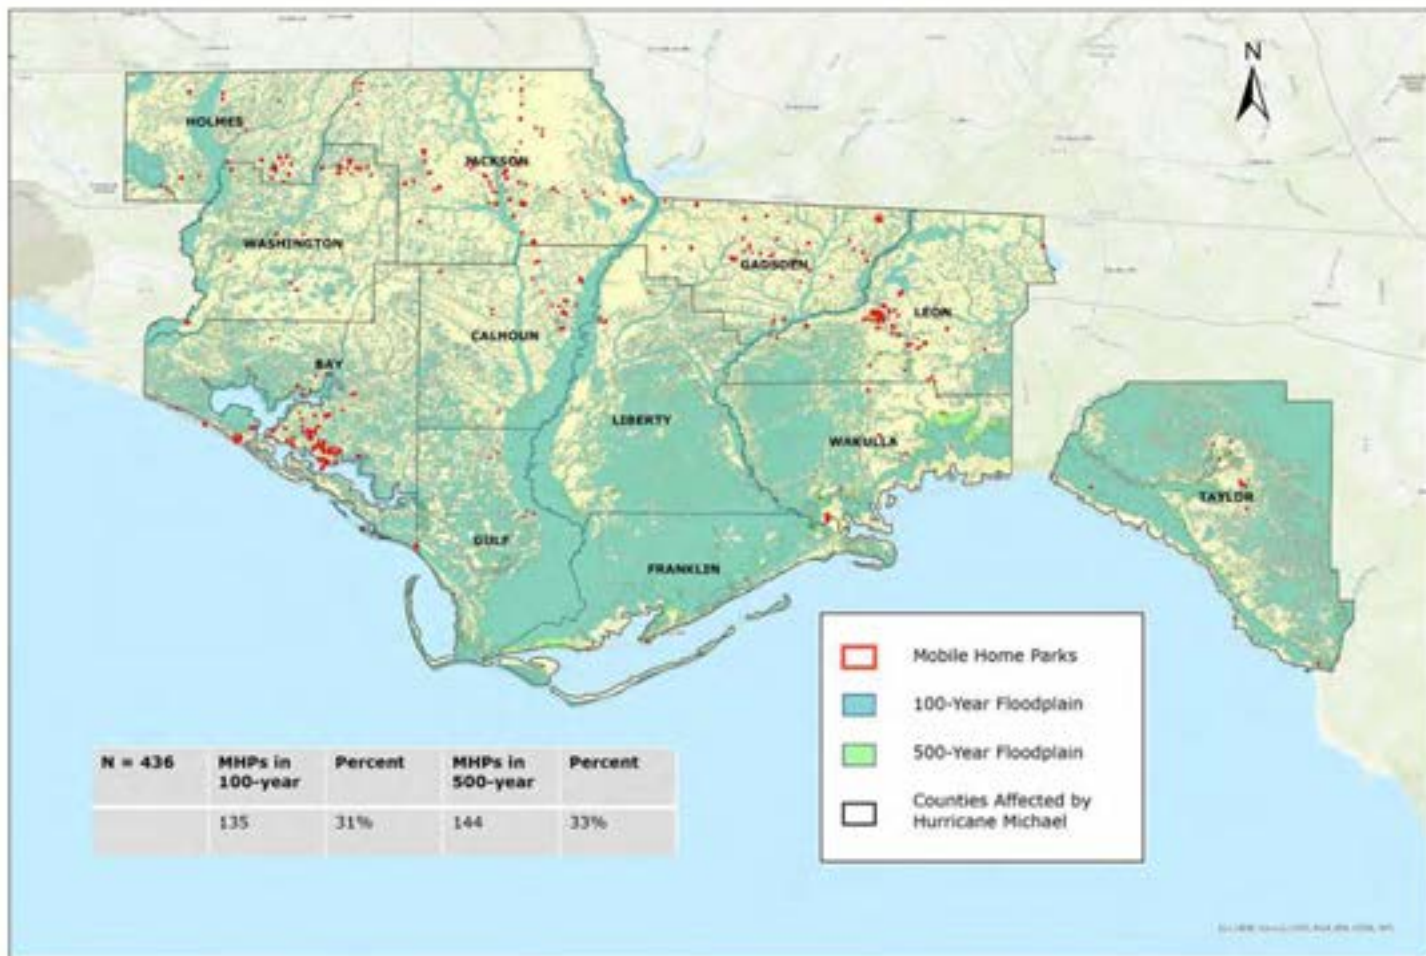 N
HOLMES
JACKSON
WASHINGTON
GADSDEN
LEON
CALHOUN
BAY
LIBERTY
WAKULLA
TAYLOR
GULF
FRANKLIN
Mobile Home Parks
100-Year Floodplain
500-Year Floodplain
Counties Affected by
Hurricane Michael
N = 436 MHPs in 100-year Percent MHPs in 500-year Percent
135 31% 144 33%